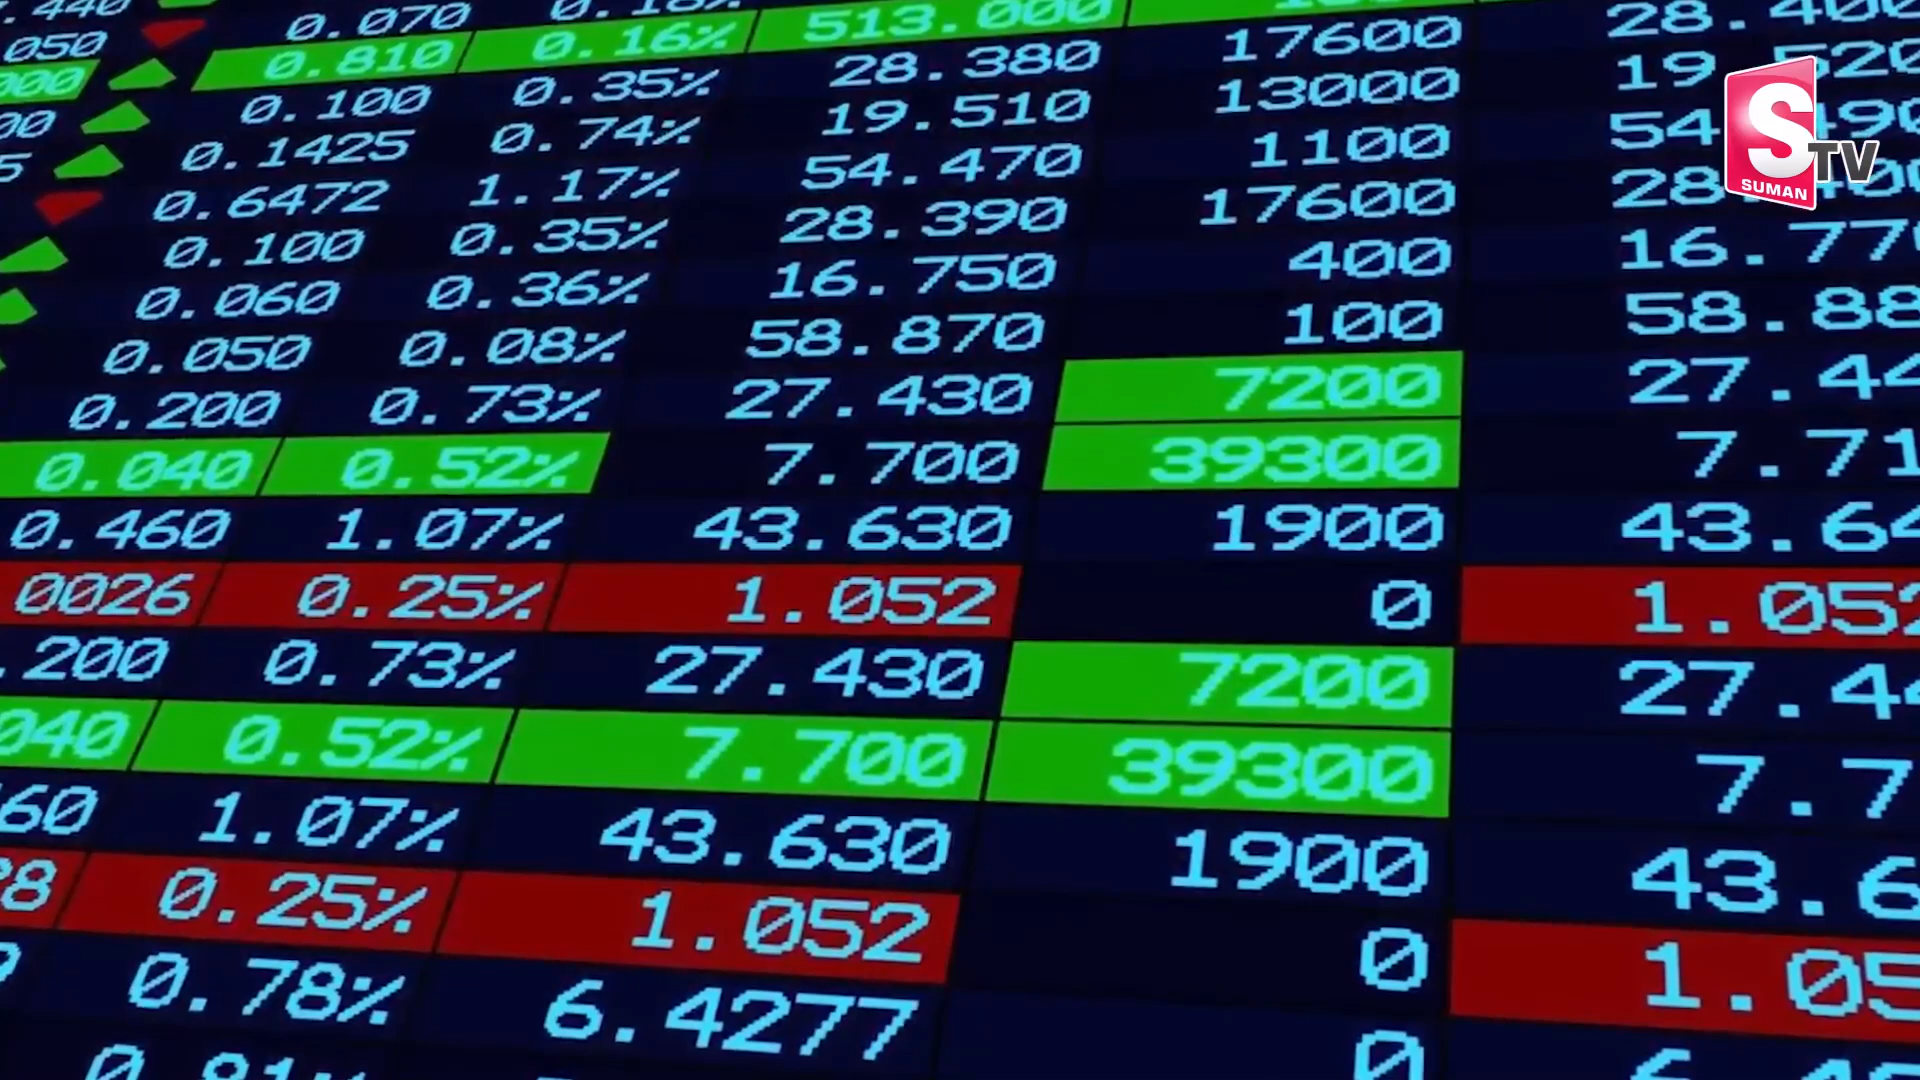 .440 0.070 0.18% 513.000 28.400
050 0.810 0.16% 28.380 17600 19.520
000 0.100 0.35% 19.510 13000 54.490
00 0.1425 0.74% 54.470 1100
5 0.6472 1.17% 28.390 17600 16.77
0.100 0.35% 16.750 400 58.88
0.060 0.36% 58.870 100 27.44
0.050 0.08% 27.430 7200 7.71
0.200 0.73% 7.700 39300 43.64
0.040 0.52% 43.630 1900 1.052
0.460 1.07% 1.052 0 27.44
0026 0.25% 27.430 7200 7.7
.200 0.73% 7.700 39300 43.6
040 0.52% 43.630 1900 1.05
60 1.07% 1.052 0
28 0.25% 6.4277 0
0.78%
0.81%
S TV
SUMAN